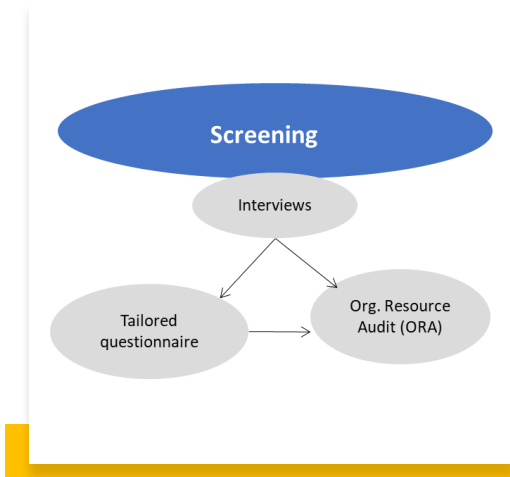 Screening
Interviews
Tailored
questionnaire
Org. Resource
Audit (ORA)